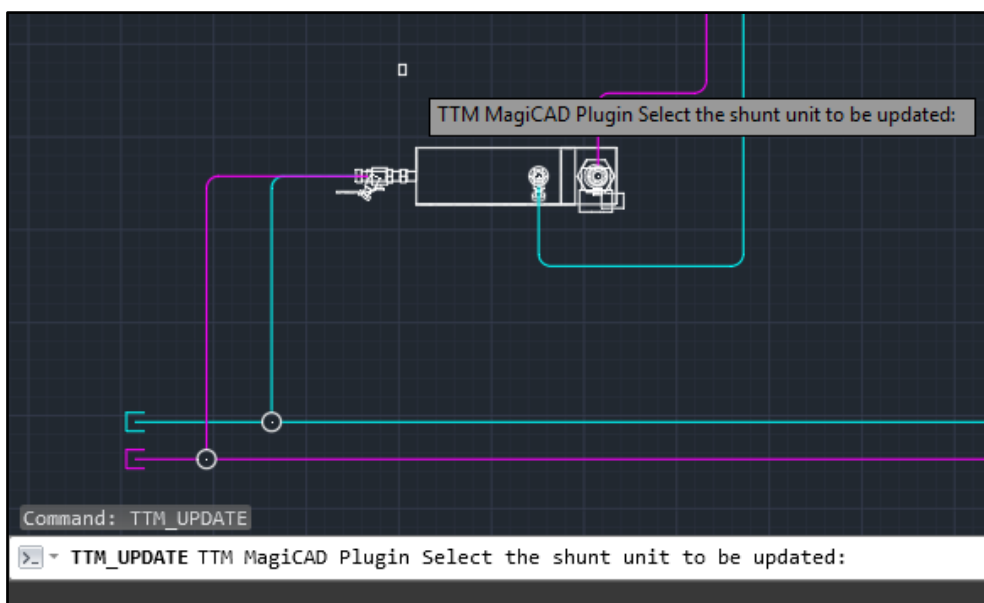 TTM MagiCAD Plugin Select the shunt unit to be updated:
Command: TTM_UPDATE
TTM_UPDATE TTM MagiCAD Plugin Select the shunt unit to be updated: